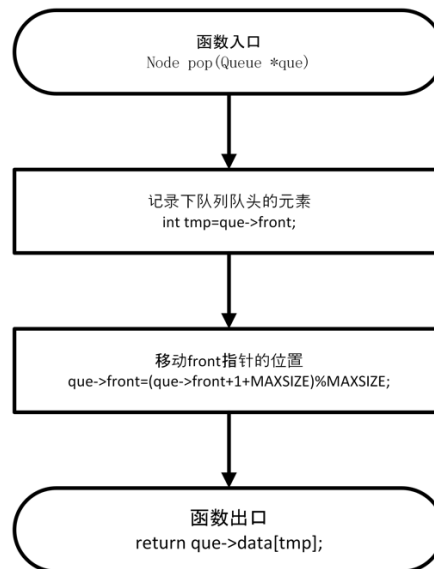 函数入口
Node pop(Queue *que)
记录下队列队头的元素
int tmp=que->front;
移动front指针的位置
que->front=(que->front+1+MAXSIZE)%MAXSIZE;
函数出口
return que->data[tmp];